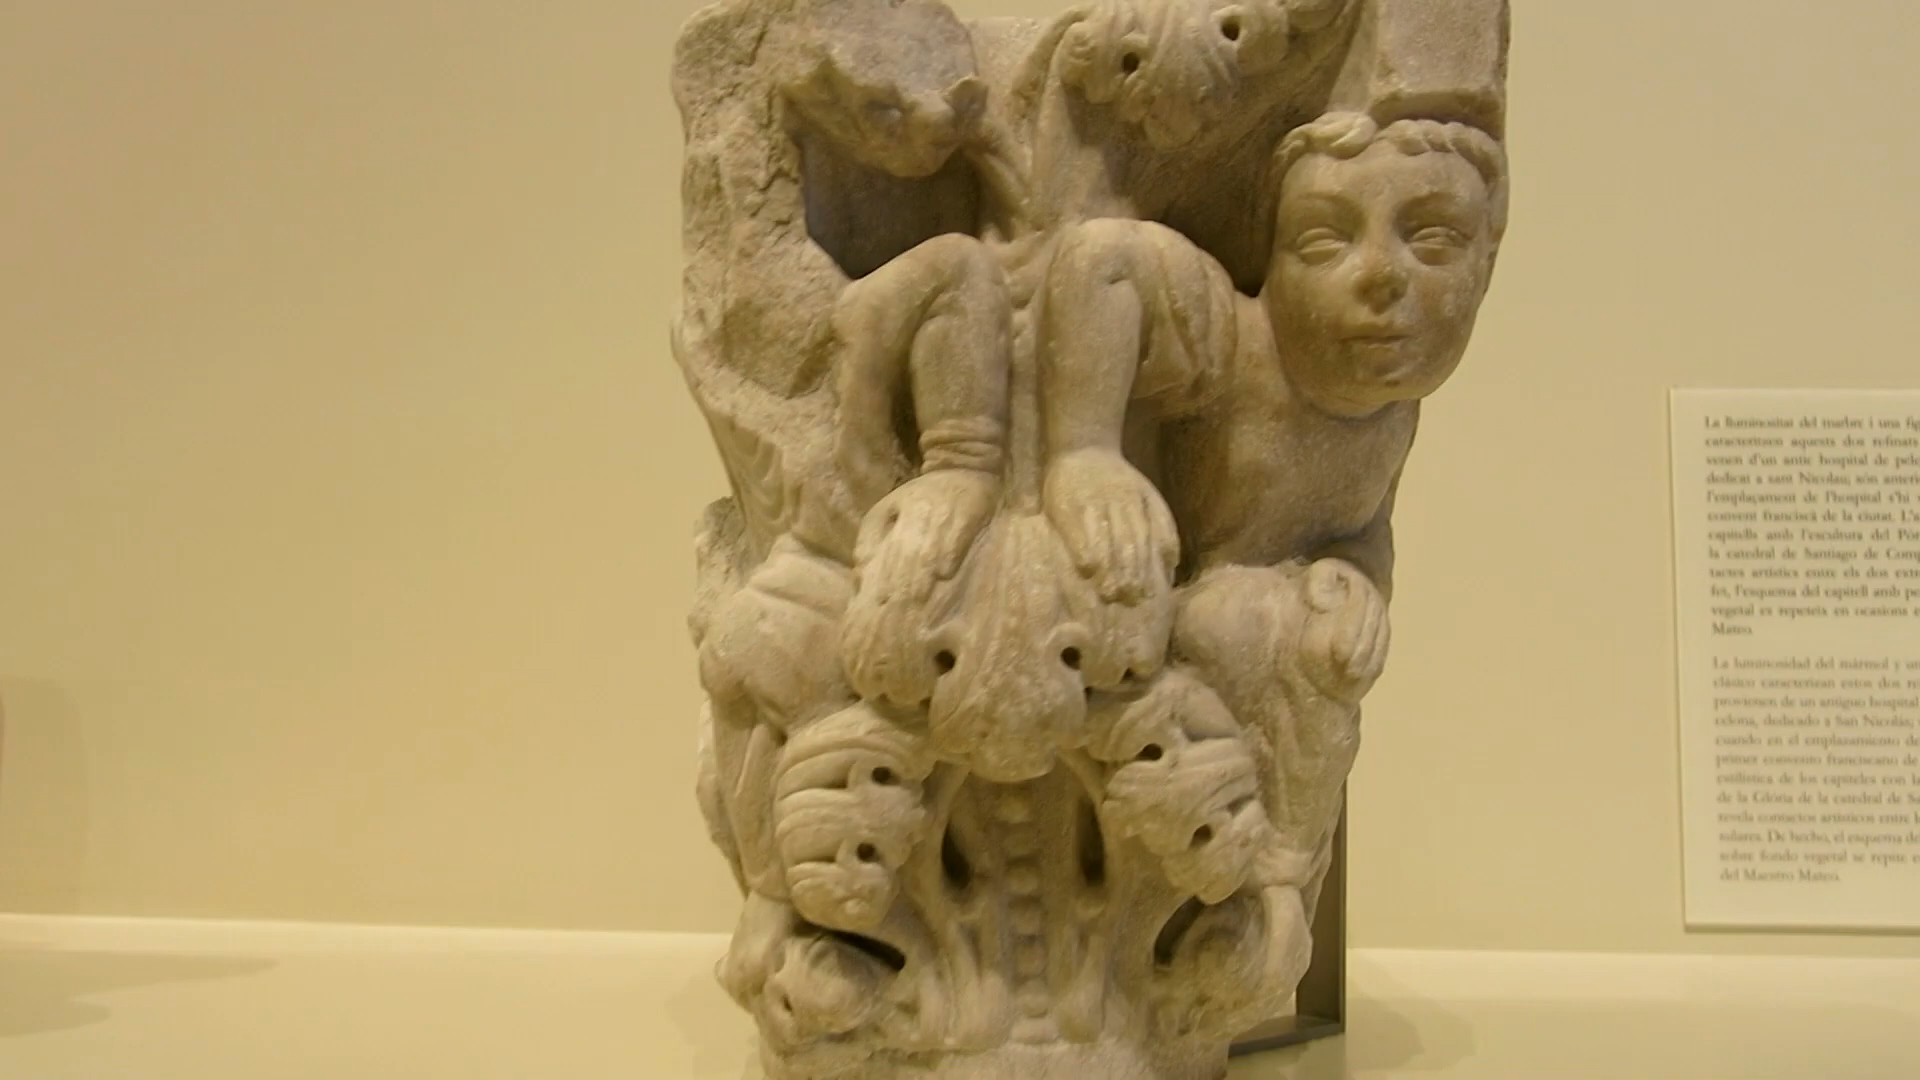 La lluminositat del marbre i una fig
caracteritzen aquests dos refinats
venen d'un antic hospital de pele
dedicat a sant Nicolau; són anteri
l'emplaçament de l'hospital s'hi
convent franciscà de la ciutat. L'a
capitells amb l'escultura del Pòr
la catedral de Santiago de Comp
tactes artístics entre els dos extre
fet, l'esquema del capitell amb pe
vegetal es repeteix en ocasions e
Mateo.
La luminosidad del mármol y un
clásico caracterizan estos dos re
provienen de un antiguo hospital
celona, dedicado a San Nicolás;
cuando en el emplazamiento de
primer convento franciscano de
estilística de los capiteles con la
de la Gloria de la catedral de Sa
revela contactos artísticos entre l
sulares. De hecho, el esquema de
sobre fondo vegetal se repite e
del Maestro Mateo.